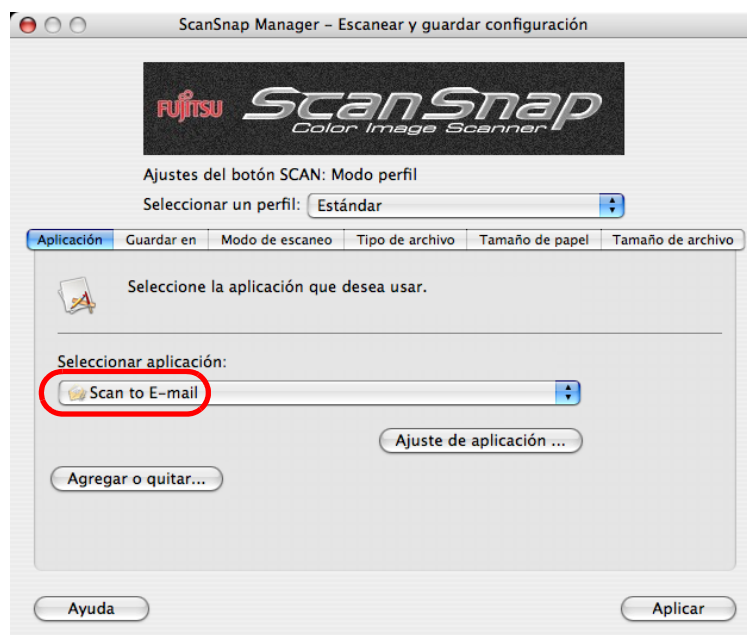 ScanSnap Manager – Escanear y guardar configuración
FUJITSU ScanSnap
Color Image Scanner
Ajustes del botón SCAN: Modo perfil
Seleccionar un perfil: Estándar
Aplicación Guardar en Modo de escaneo Tipo de archivo Tamaño de papel Tamaño de archivo
Seleccione la aplicación que desea usar.
Seleccionar aplicación:
Scan to E-mail
Ajuste de aplicación ...
Agregar o quitar...
Ayuda Aplicar